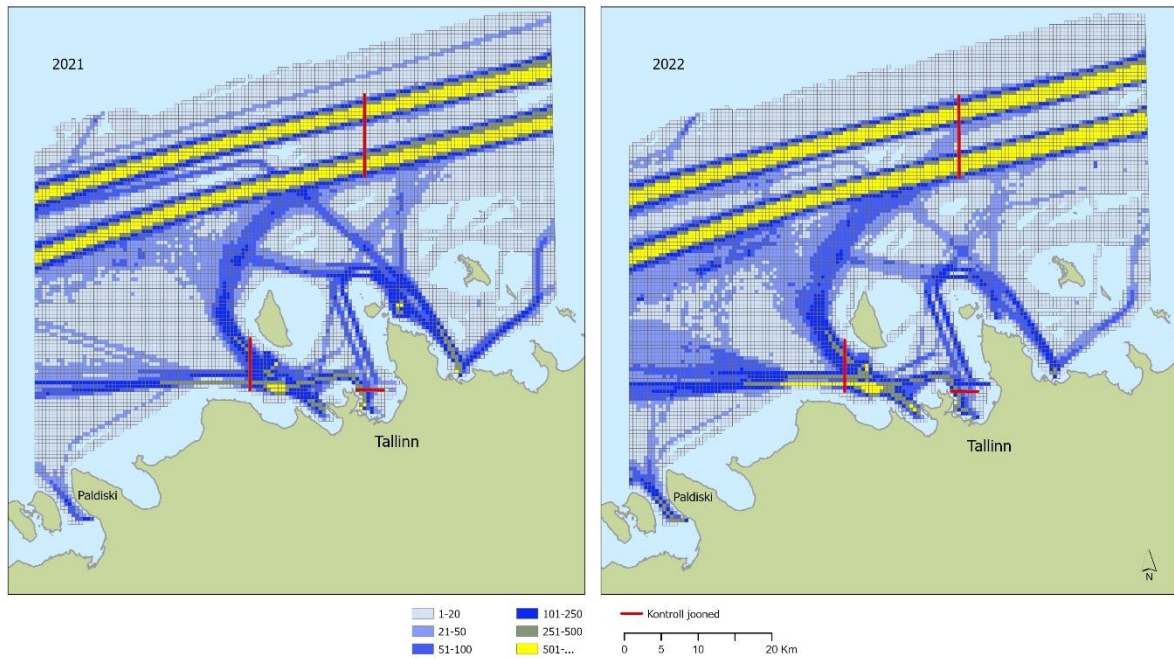 2021
2022
Tallinn
Tallinn
Paldiski
Paldiski
N
1-20
101-250
Kontroll jooned
21-50
251-500
51-100
501-...
0 5 10 20 Km